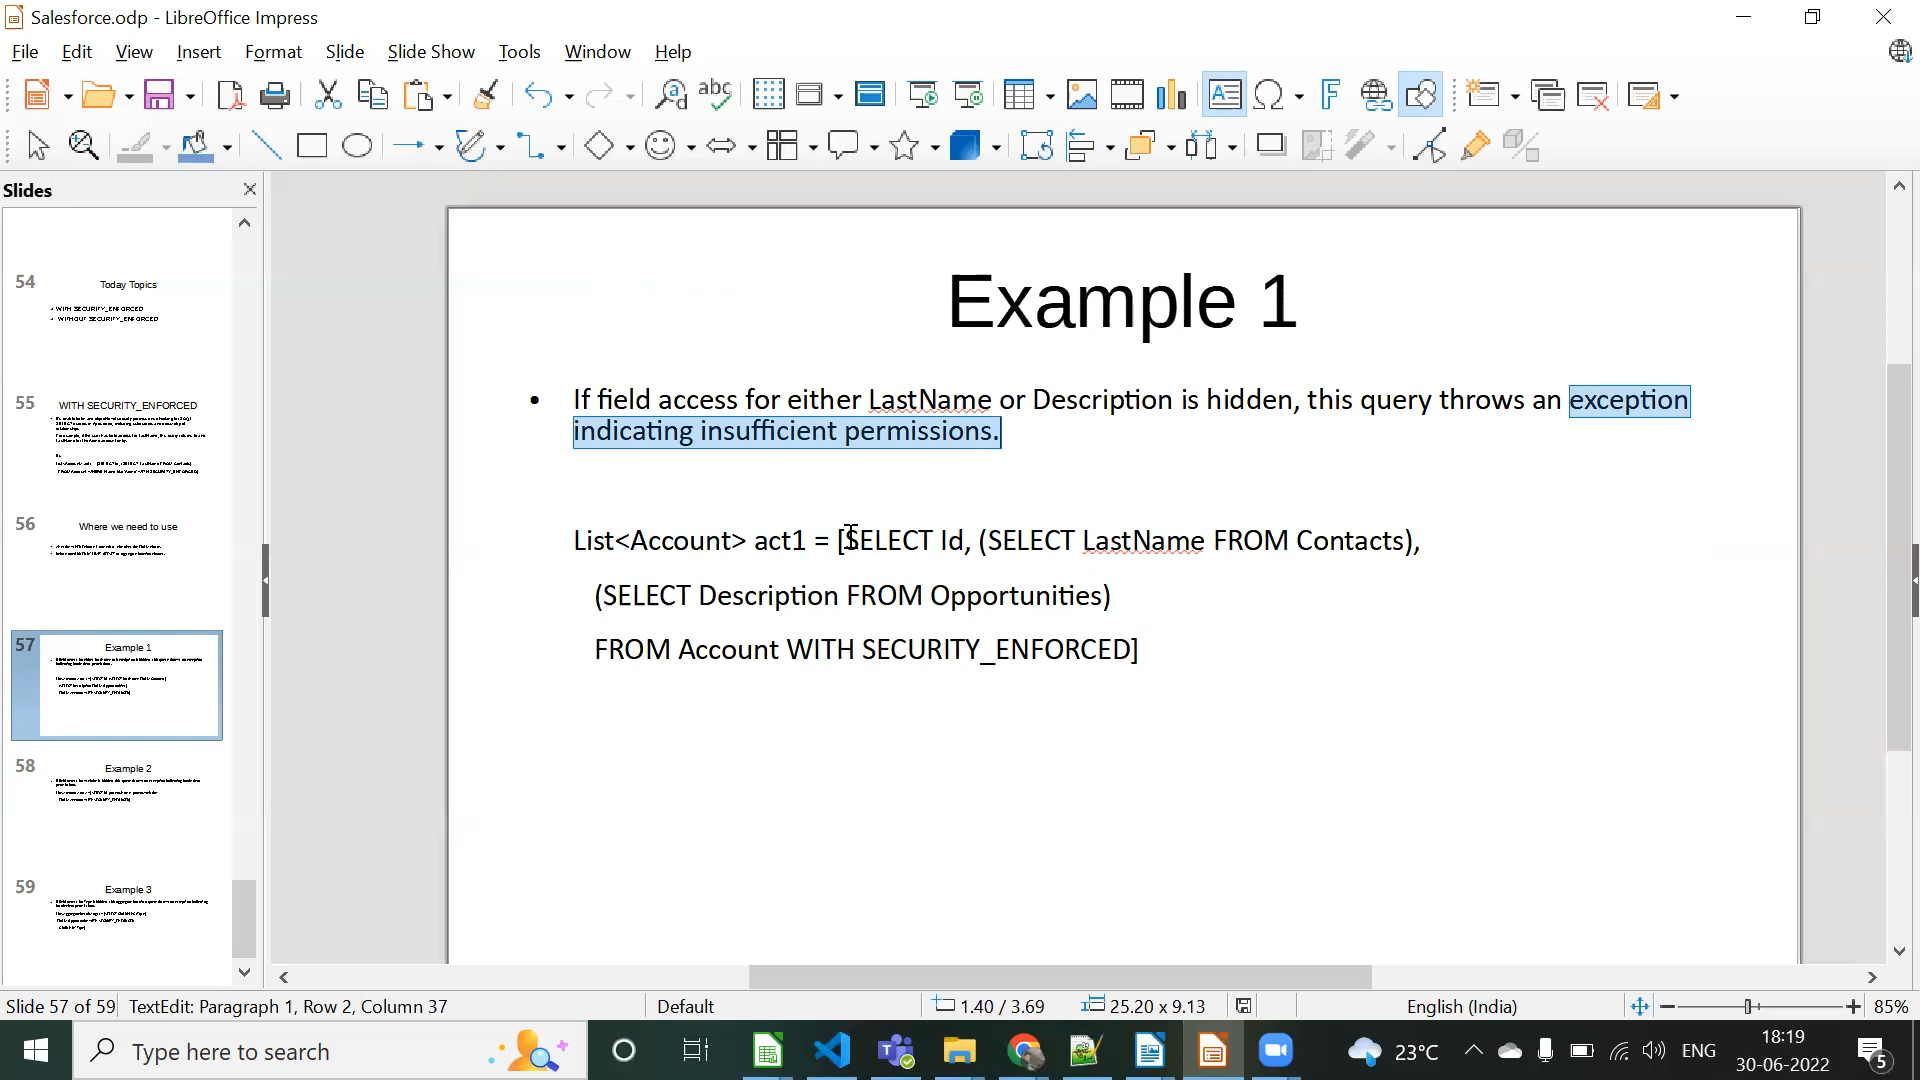 Salesforce.odp - LibreOffice Impress
File Edit View Insert Format Slide Slide Show Tools Window Help
Slides
54
Today Topics
WITH SECURITY_ENFORCED
WITHOUT SECURITY_ENFORCED
55
WITH SECURITY_ENFORCED
56
Where we need to use
57
Example 1
58
Example 2
59
Example 3
Example 1
• If field access for either LastName or Description is hidden, this query throws an exception
indicating insufficient permissions.
List<Account> act1 = [SELECT Id, (SELECT LastName FROM Contacts),
(SELECT Description FROM Opportunities)
FROM Account WITH SECURITY_ENFORCED]
Slide 57 of 59 TextEdit: Paragraph 1, Row 2, Column 37 Default 1.40 / 3.69 25.20 x 9.13 English (India) 85%
Type here to search
23°C ENG 18:19
30-06-2022
5